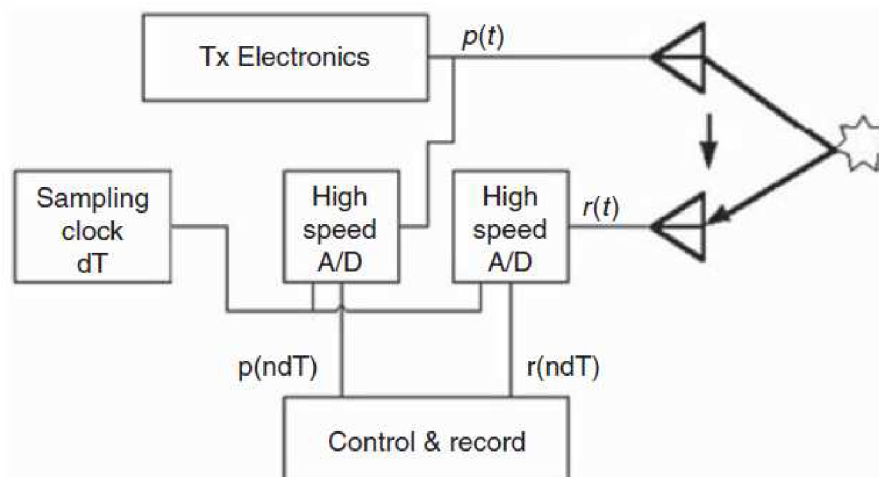 Tx Electronics
p(t)
Sampling
clock
dT
High
speed
A/D
High
speed
A/D
r(t)
p(ndT)
r(ndT)
Control & record